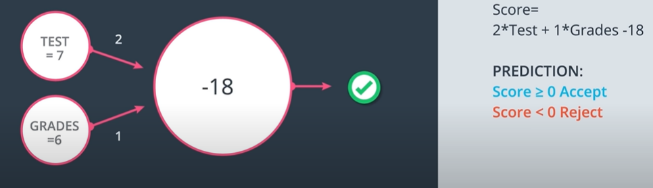 TEST
= 7
2
GRADES
=6
1
-18
Score=
2*Test + 1*Grades -18
PREDICTION:
Score ≥ 0 Accept
Score < 0 Reject